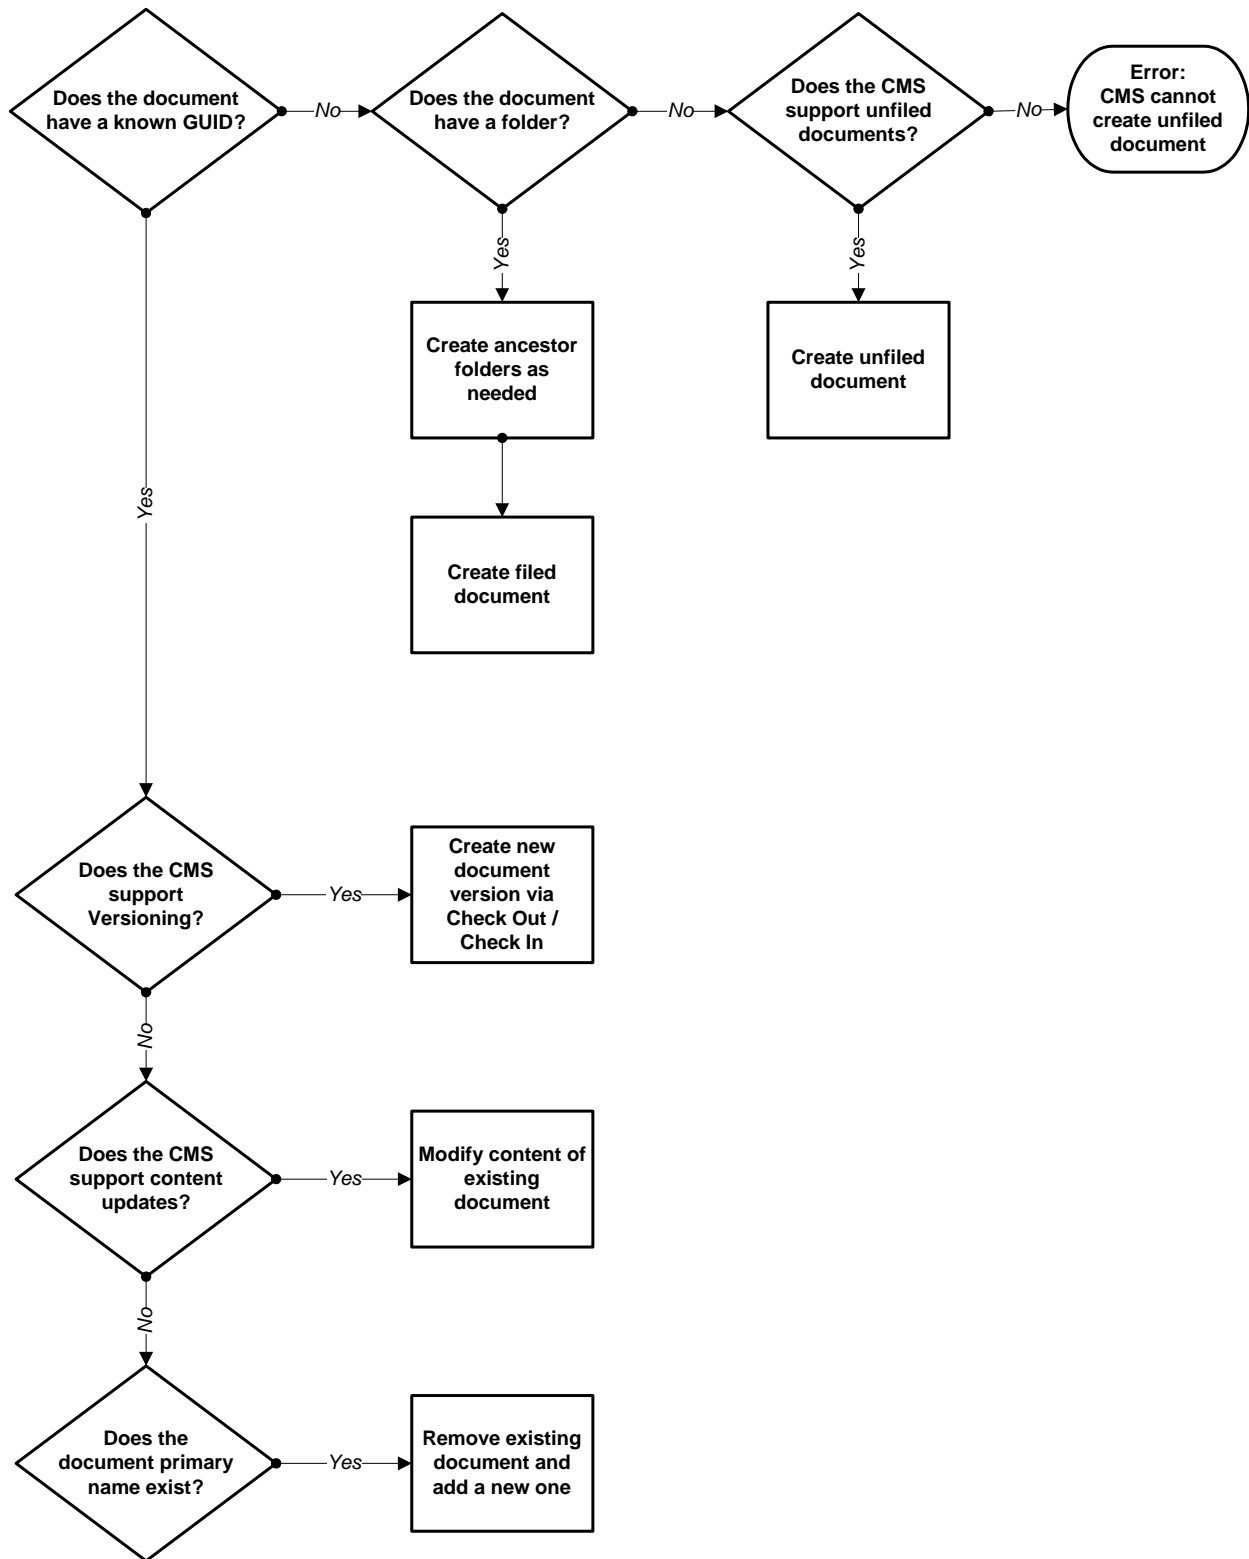 Does the document
have a known GUID?
No
Does the document
have a folder?
No
Does the CMS
support unfiled
documents?
No
Error:
CMS cannot
create unfiled
document
Yes
Yes
Create ancestor
folders as
needed
Create unfiled
document
Yes
Create filed
document
Does the CMS
support
Versioning?
Yes
Create new
document
version via
Check Out /
Check In
No
Does the CMS
support content
updates?
Yes
Modify content of
existing
document
No
Does the
document primary
name exist?
Yes
Remove existing
document and
add a new one